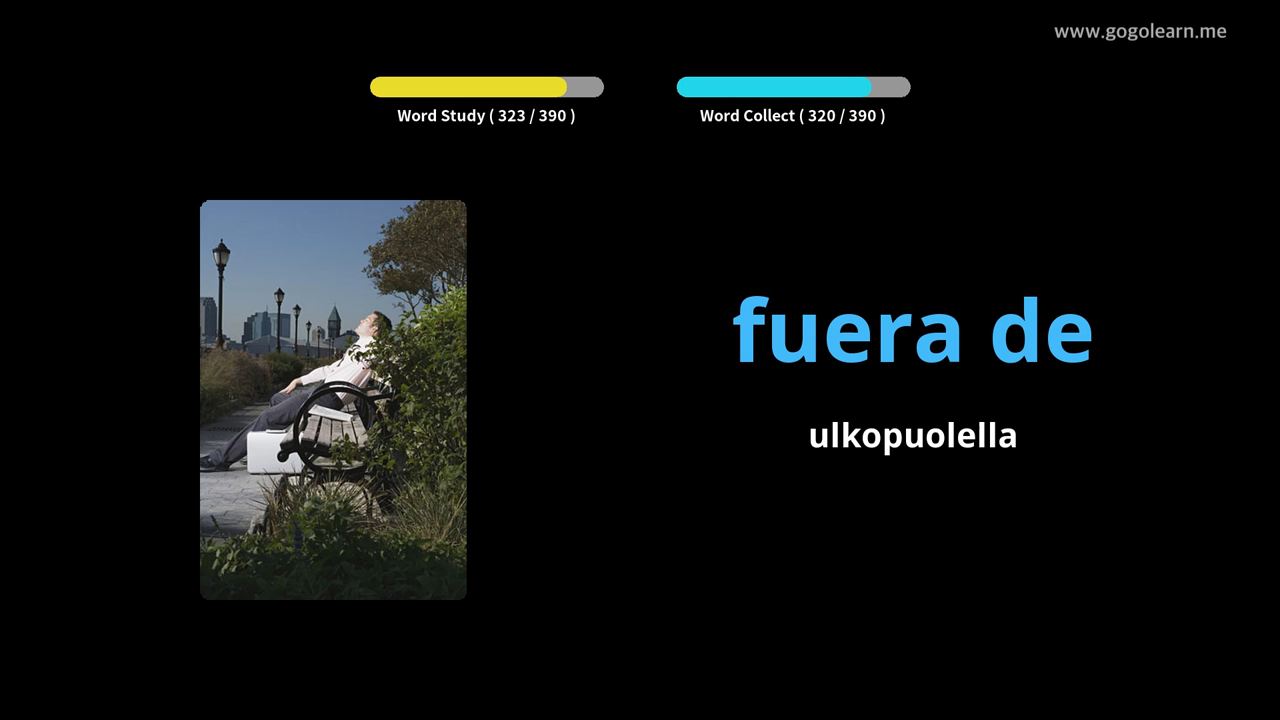 www.gogolearn.me
Word Study ( 323 / 390 )
Word Collect ( 320 / 390 )
fuera de
ulkopuolella